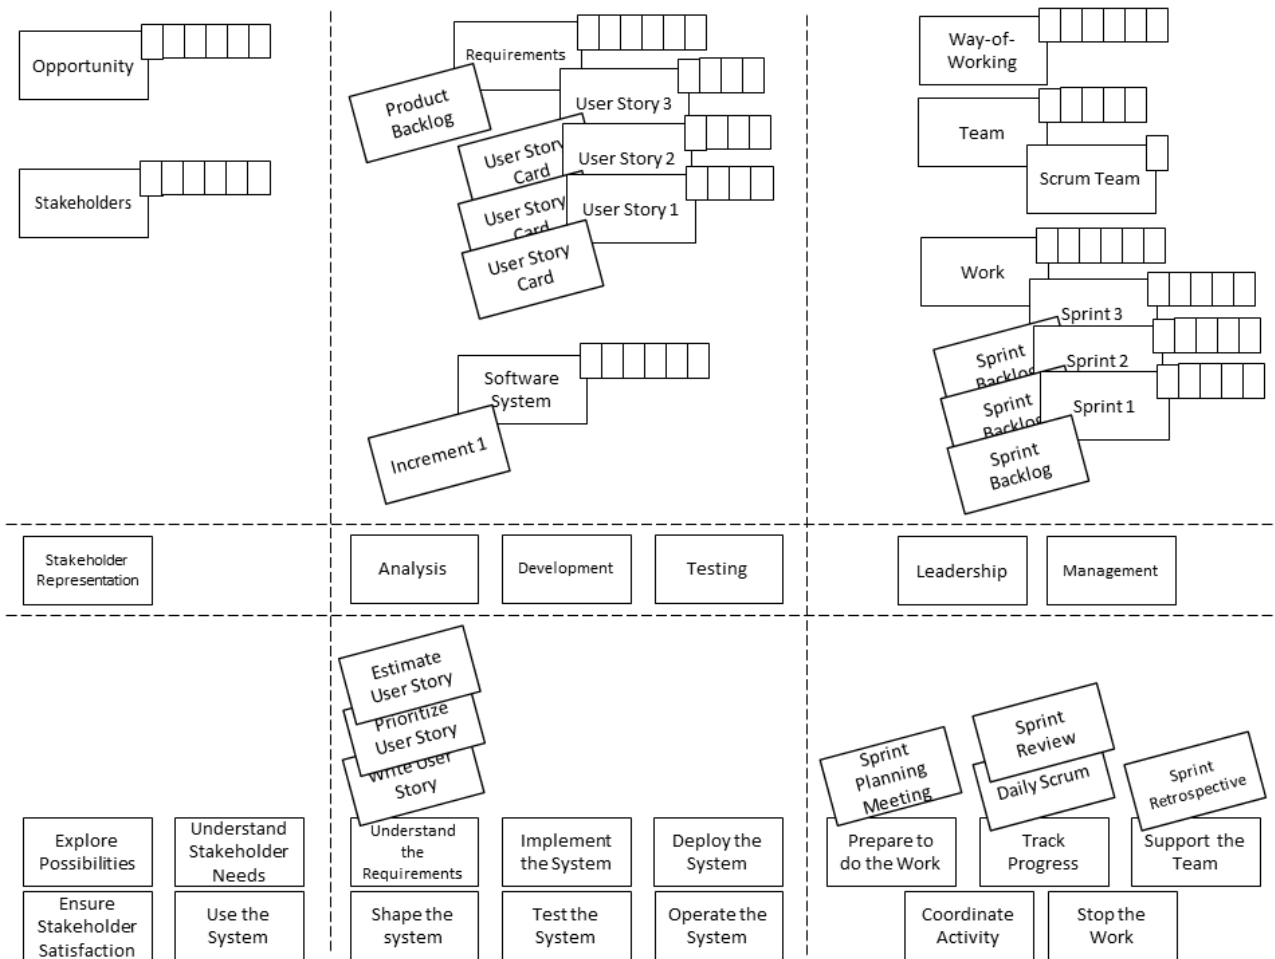 Opportunity
Stakeholders
Requirements
Product
Backlog
User Story 3
User Story
Card
User Story 2
User Story
Card
User Story 1
User Story
Card
Software
System
Increment 1
Way-of-
Working
Team
Scrum Team
Work
Sprint 3
Sprint
Backlog
Sprint 2
Sprint
Backlog
Sprint 1
Sprint
Backlog
Stakeholder
Representation
Analysis
Development
Testing
Leadership
Management
Estimate
User Story
Prioritize
User Story
Write User
Story
Sprint
Planning
Meeting
Sprint
Review
Daily Scrum
Sprint
Retrospective
Explore
Possibilities
Understand
Stakeholder
Needs
Understand
the
Requirements
Implement
the System
Deploy the
System
Prepare to
do the Work
Track
Progress
Support the
Team
Ensure
Stakeholder
Satisfaction
Use the
System
Shape the
system
Test the
System
Operate the
System
Coordinate
Activity
Stop the
Work